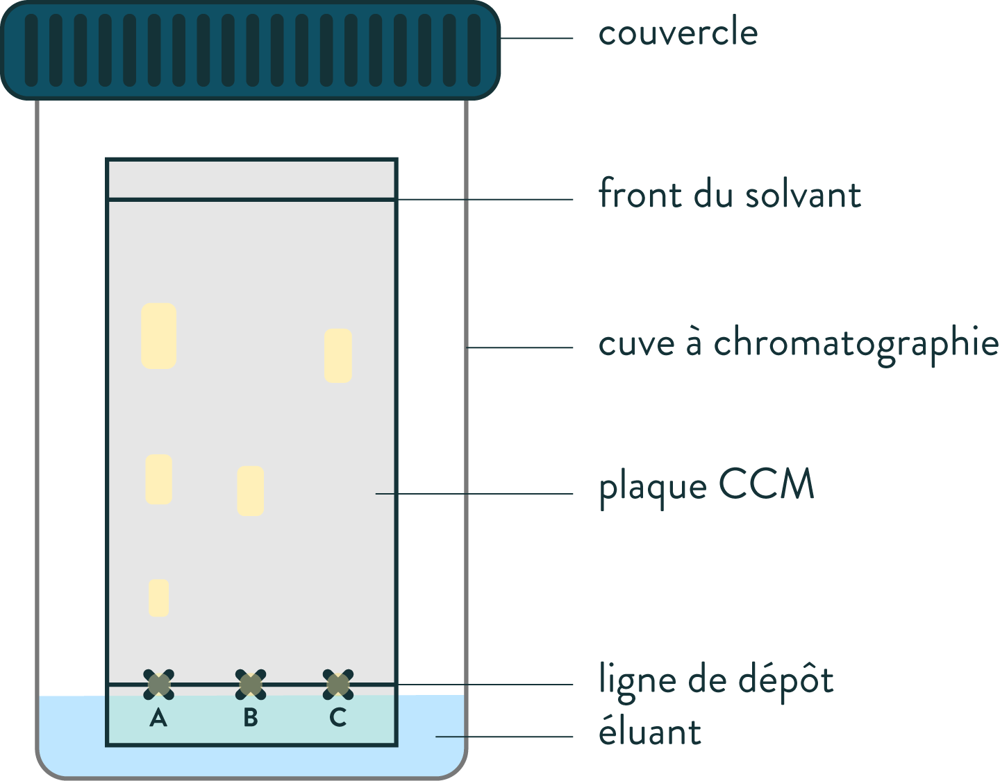 couvercle
front du solvant
cuve à chromatographie
plaque CCM
ligne de dépôt
A B C
éluant